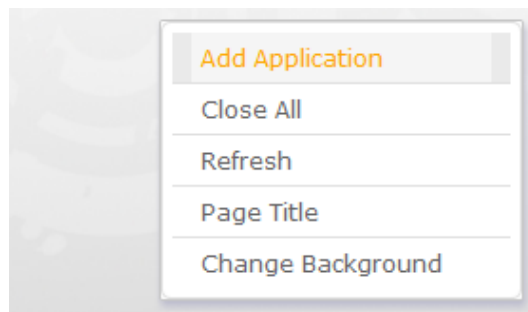 Add Application
Close All
Refresh
Page Title
Change Background